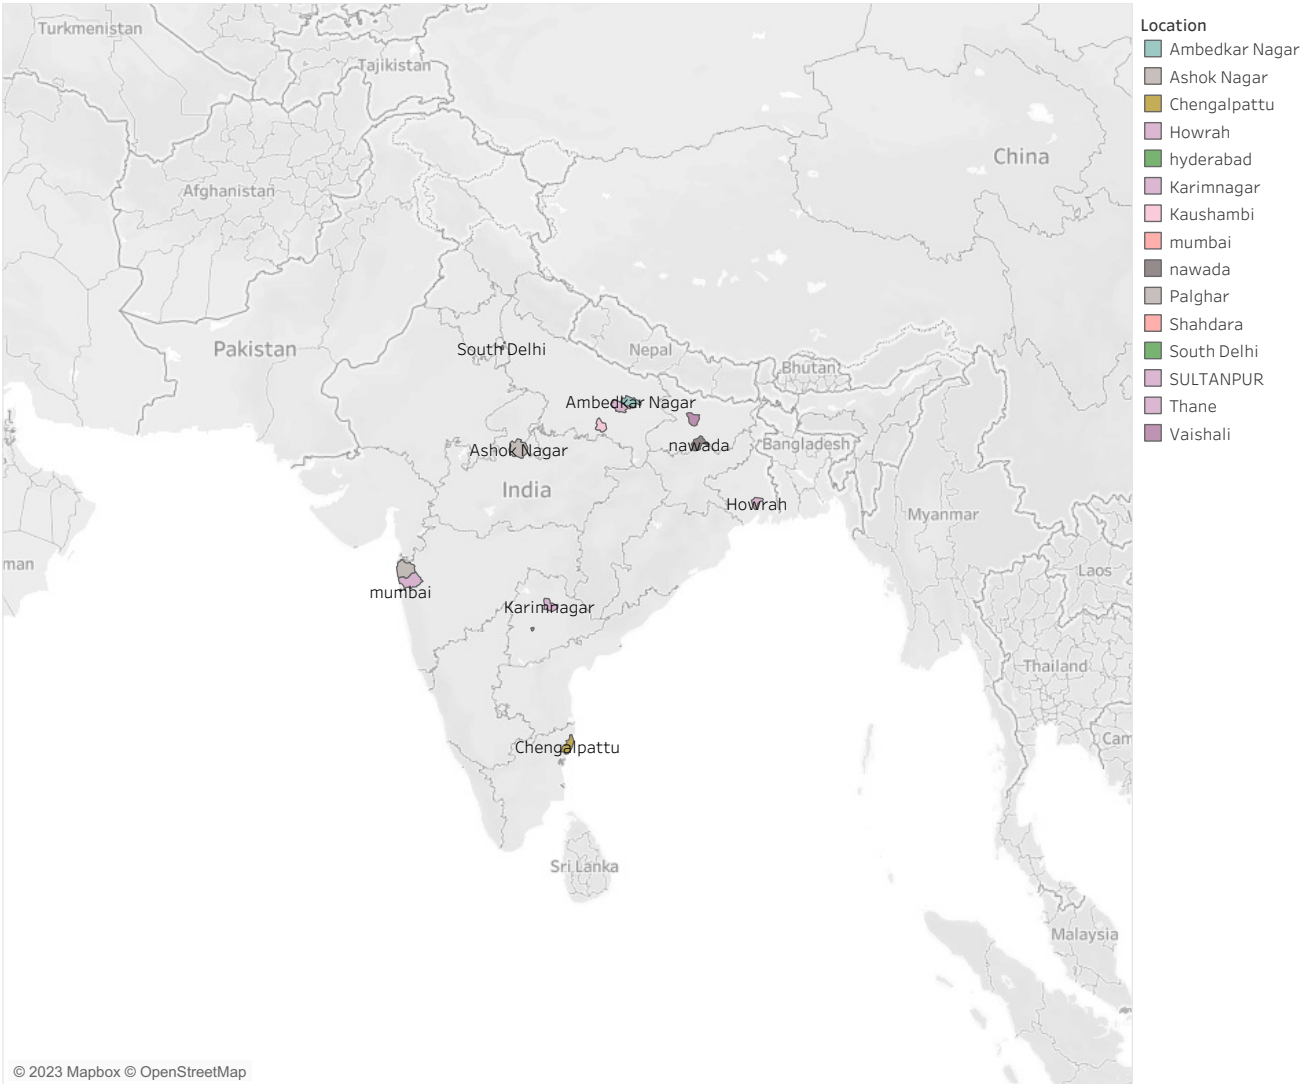 Turkmenistan
Tajikistan
Afghanistan
China
Pakistan
South Delhi
Nepal
Bhutan
Ambedkar Nagar
Ashok Nagar
nawada
Bangladesh
India
Howrah
Myanmar
man
Laos
mumbai
Karimnagar
Thailand
Chengalpattu
Cam
Sri Lanka
Malaysia
© 2023 Mapbox © OpenStreetMap
Location
Ambedkar Nagar
Ashok Nagar
Chengalpattu
Howrah
hyderabad
Karimnagar
Kaushambi
mumbai
nawada
Palghar
Shahdara
South Delhi
SULTANPUR
Thane
Vaishali